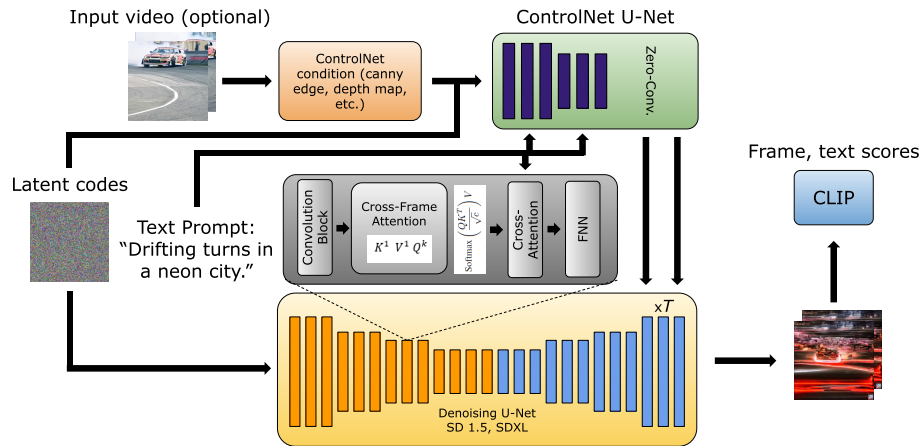 Input video (optional)
ControlNet
condition (canny
edge, depth map,
etc.)
ControlNet U-Net
Zero-Conv.
Latent codes
Text Prompt:
“Drifting turns in
a neon city.”
Convolution
Block
Cross-Frame
Attention
K¹ V¹ Qᵏ
Softmax (QKᵀ/√c) V
Cross-
Attention
FNN
Frame, text scores
CLIP
xT
Denoising U-Net
SD 1.5, SDXL